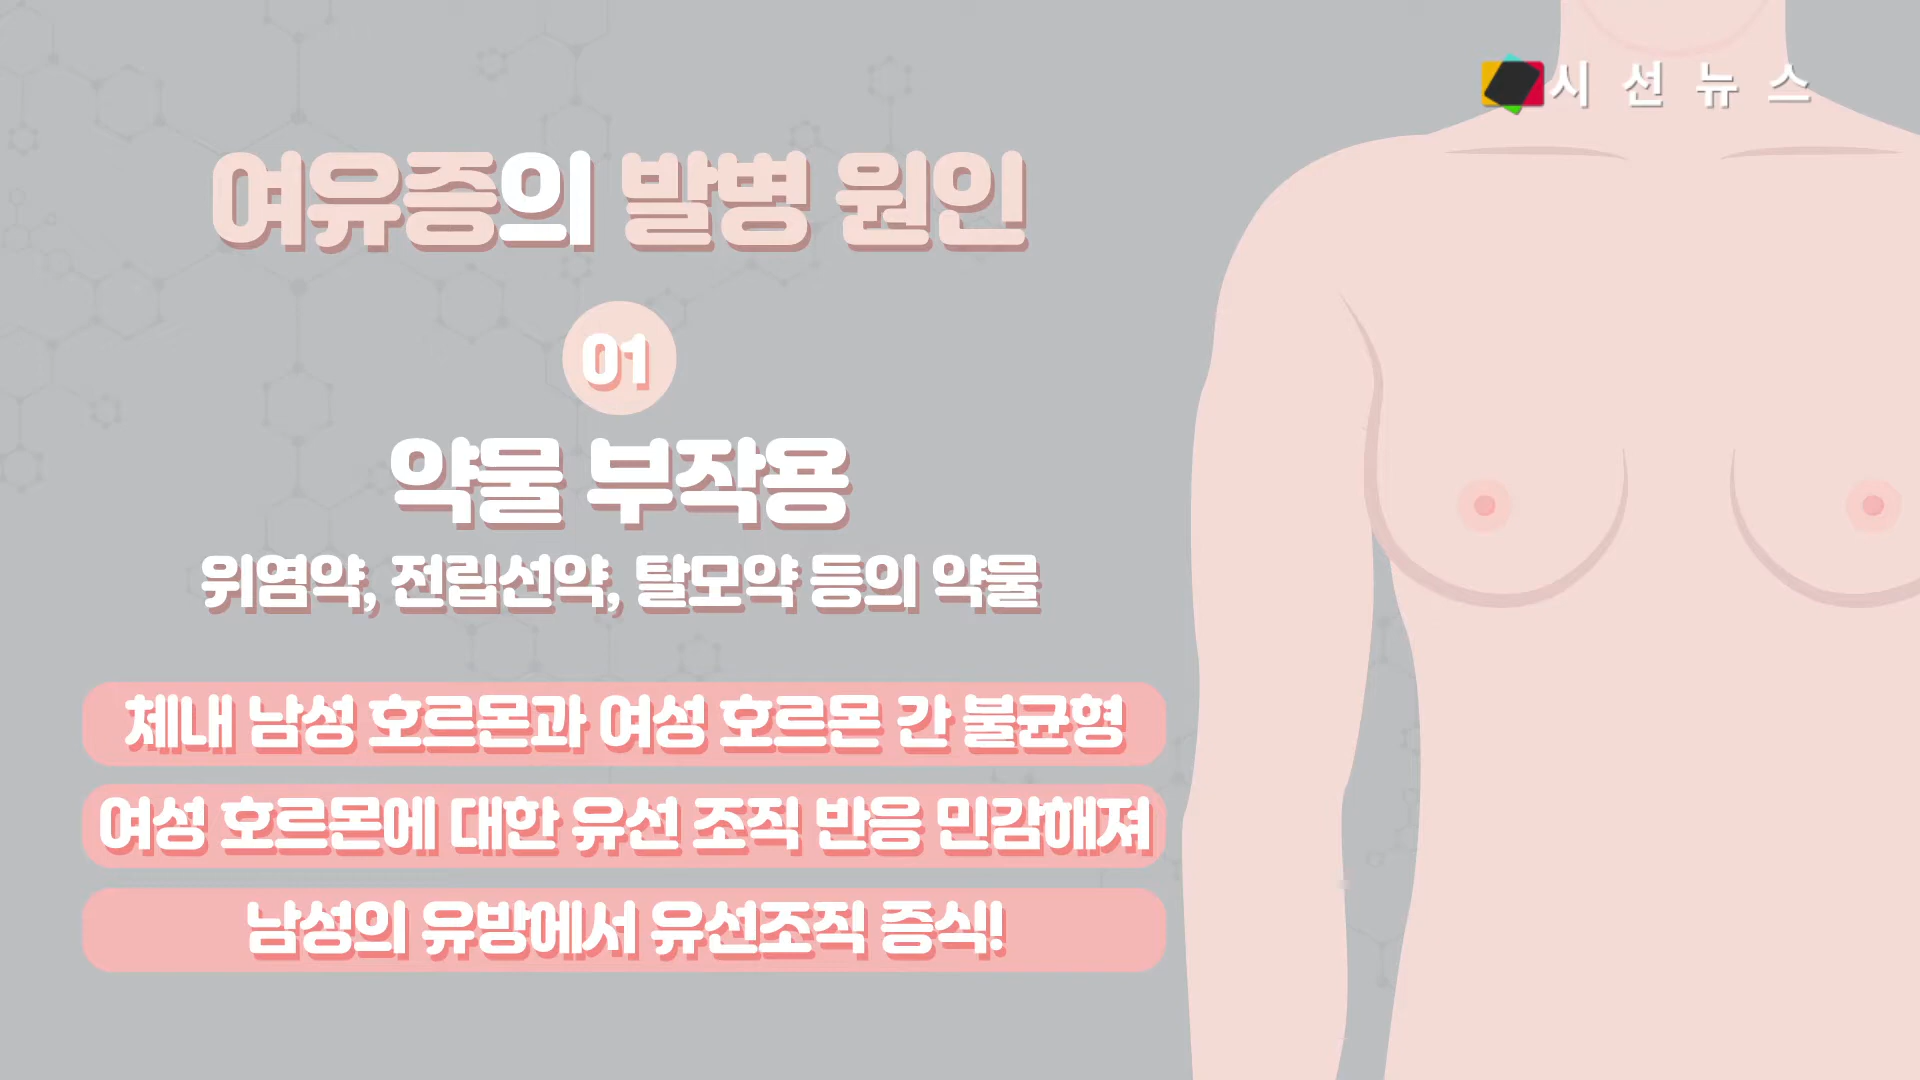 시선뉴스
여유증의 발병 원인
01
약물 부작용
위염약, 전립선약, 탈모약 등의 약물
체내 남성 호르몬과 여성 호르몬 간 불균형
여성 호르몬에 대한 유선 조직 반응 민감해져
남성의 유방에서 유선조직 증식!